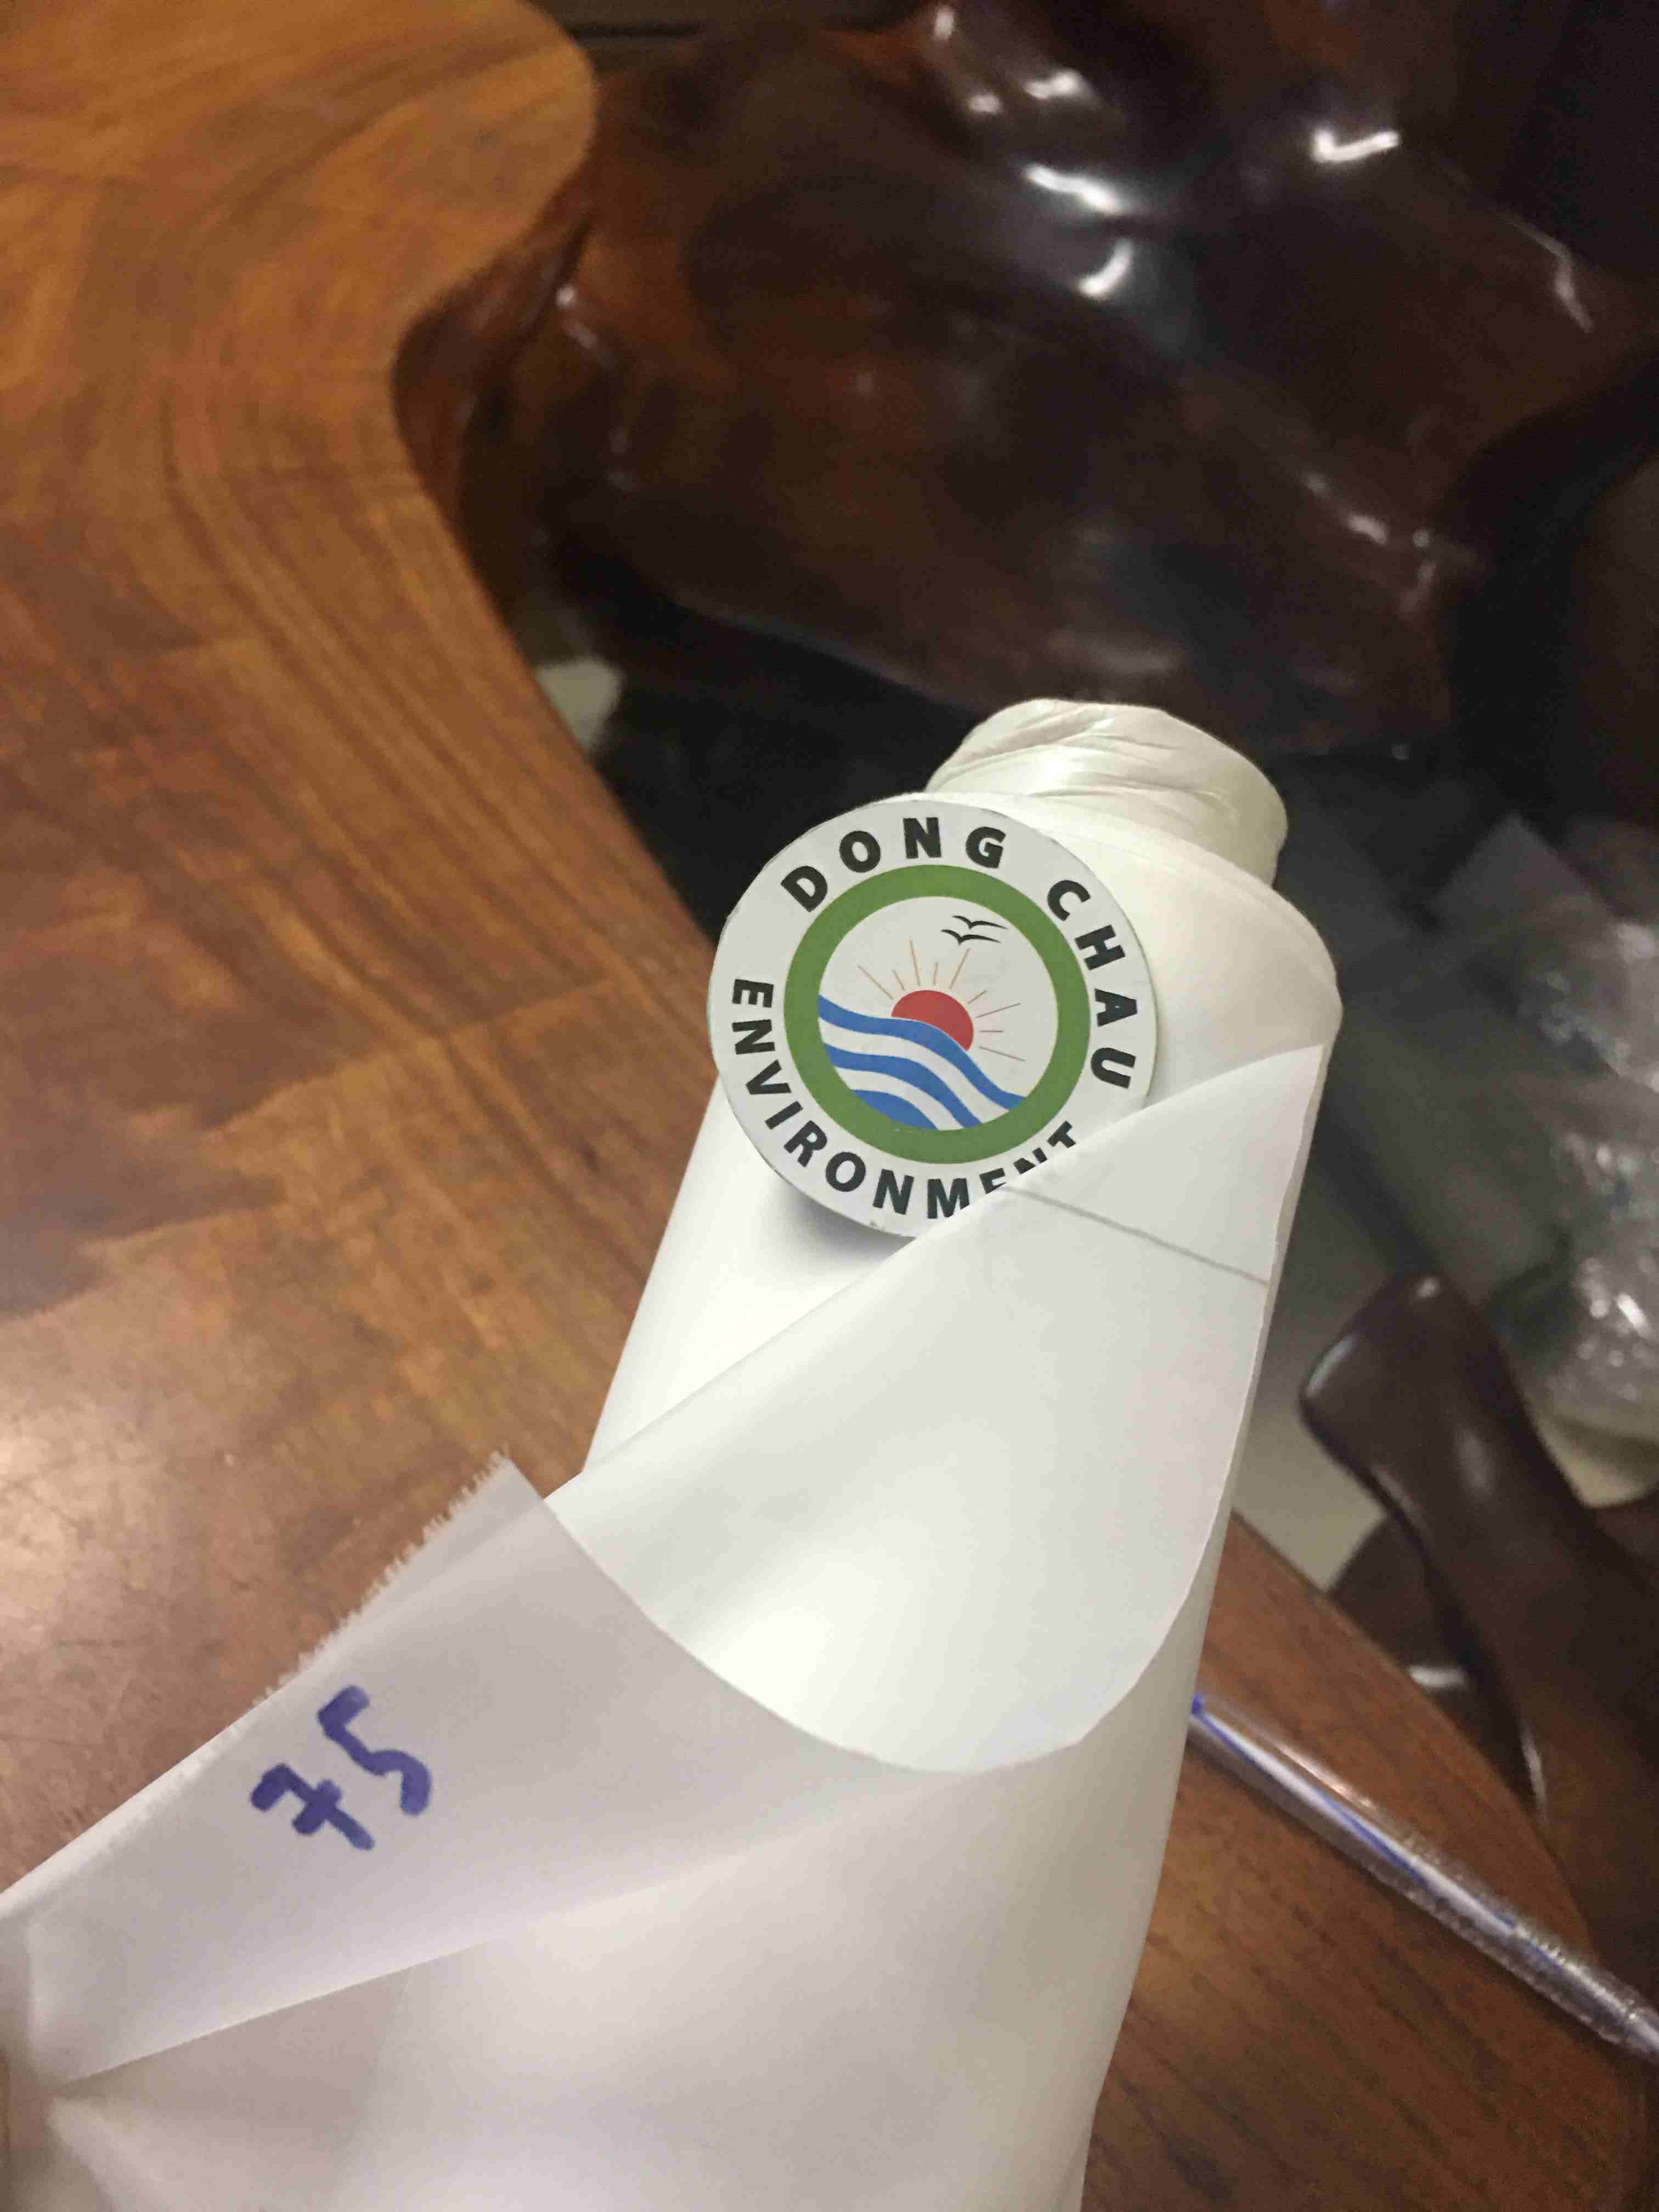 DONG CHAU
ENVIRONMENT
75